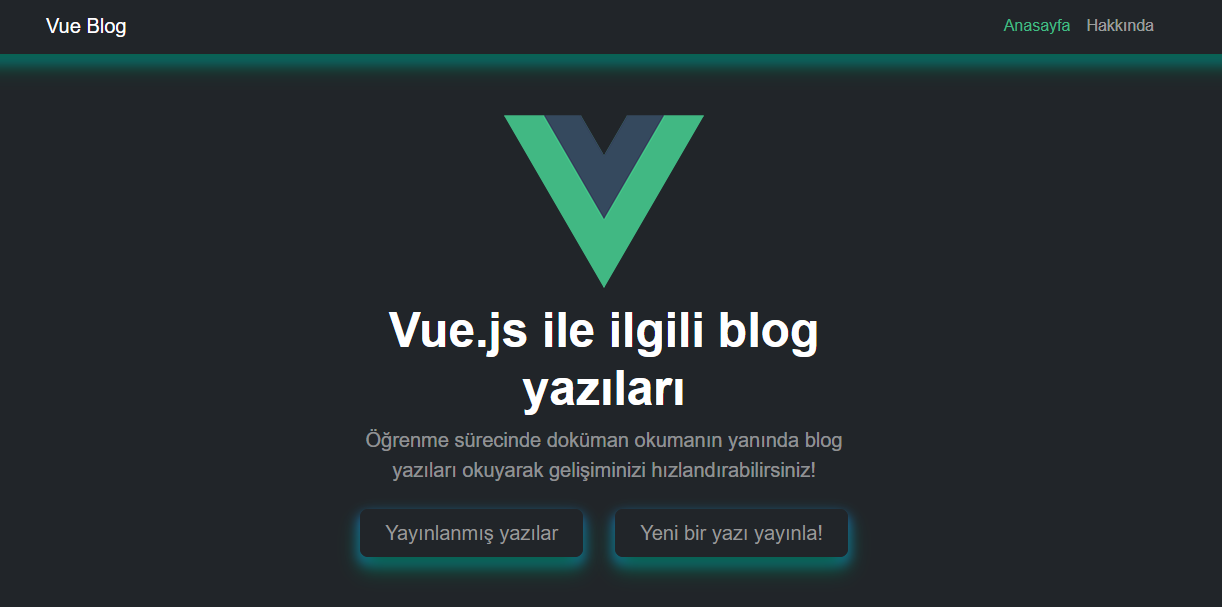 Vue Blog
Anasayfa Hakkında
Vue.js ile ilgili blog
yazıları
Öğrenme sürecinde doküman okumanın yanında blog
yazıları okuyarak gelişiminizi hızlandırabilirsiniz!
Yayınlanmış yazılar
Yeni bir yazı yayınla!